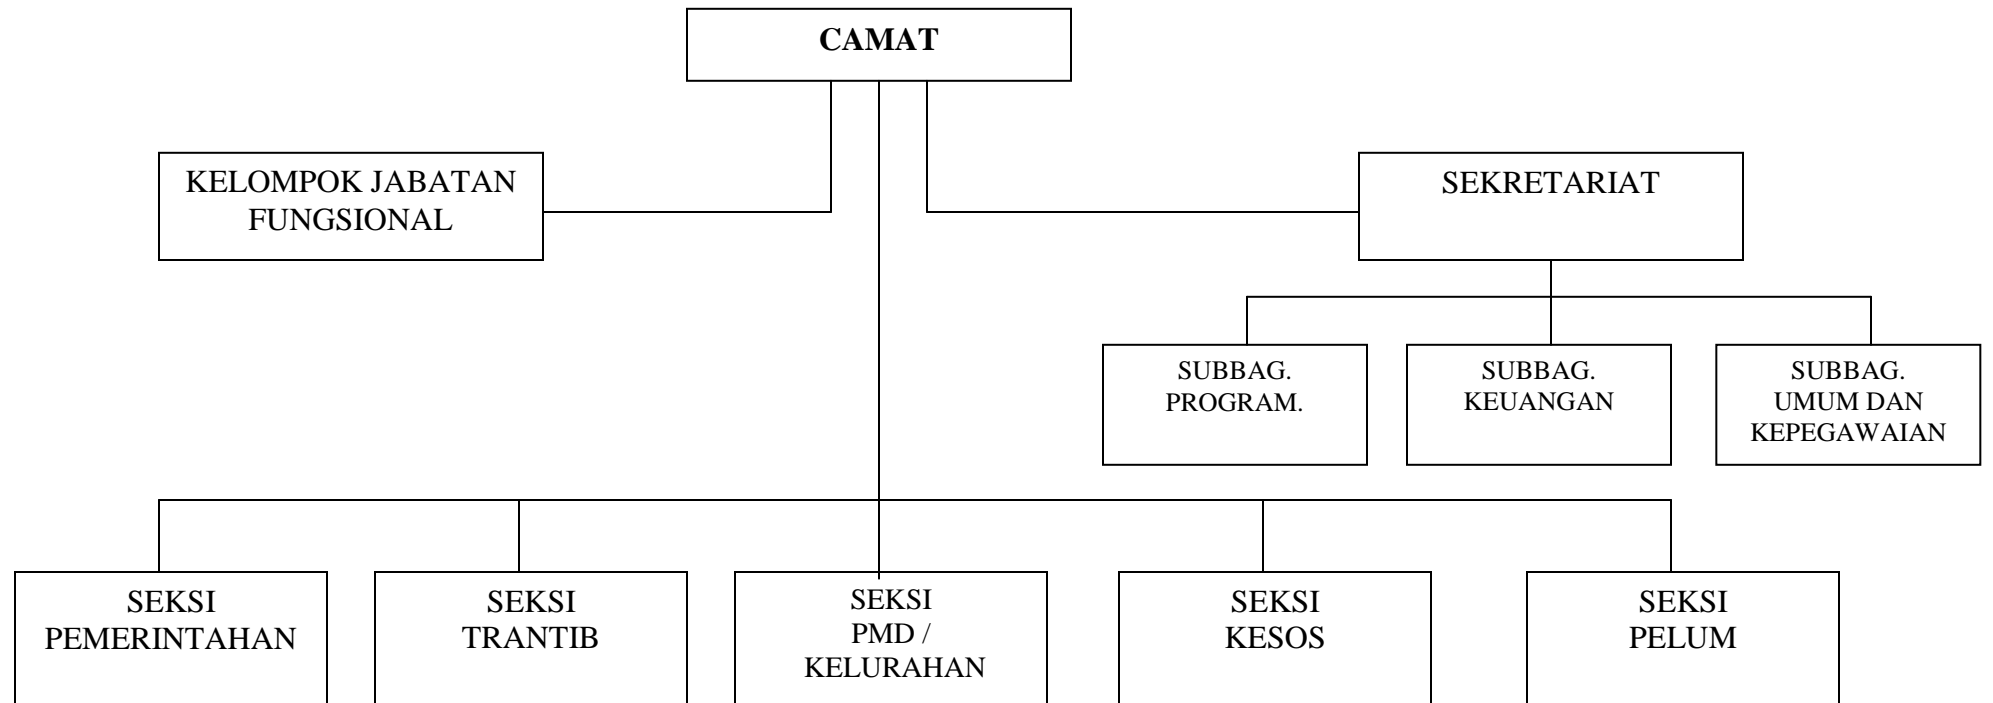 CAMAT
KELOMPOK JABATAN
FUNGSIONAL
SEKRETARIAT
SUBBAG.
PROGRAM.
SUBBAG.
KEUANGAN
SUBBAG.
UMUM DAN
KEPEGAWAIAN
SEKSI
PEMERINTAHAN
SEKSI
TRANTIB
SEKSI
PMD /
KELURAHAN
SEKSI
KESOS
SEKSI
PELUM